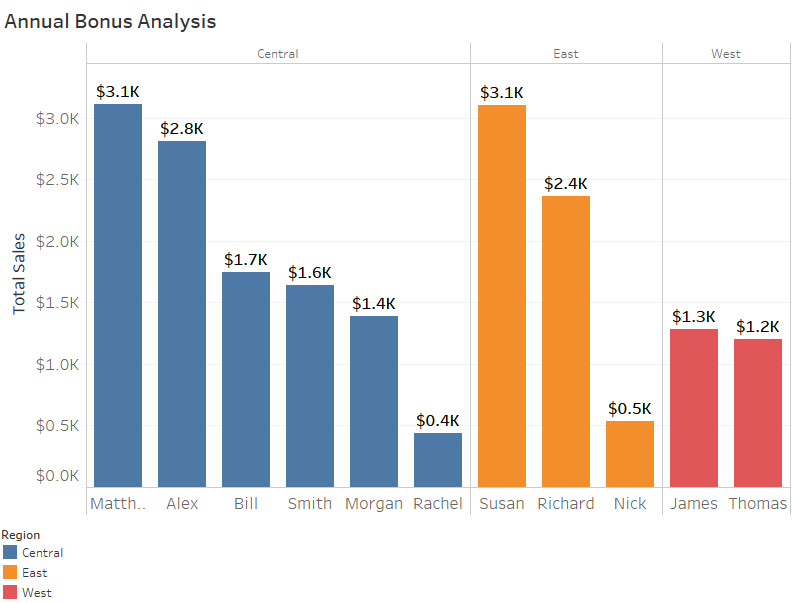 Annual Bonus Analysis
Central East West
$3.1K
$2.8K
$1.7K
$1.6K
$1.4K
$0.4K
$3.1K
$2.4K
$0.5K
$1.3K
$1.2K
Total Sales
$3.0K
$2.5K
$2.0K
$1.5K
$1.0K
$0.5K
$0.0K
Matth.. Alex Bill Smith Morgan Rachel Susan Richard Nick James Thomas
Region
Central
East
West